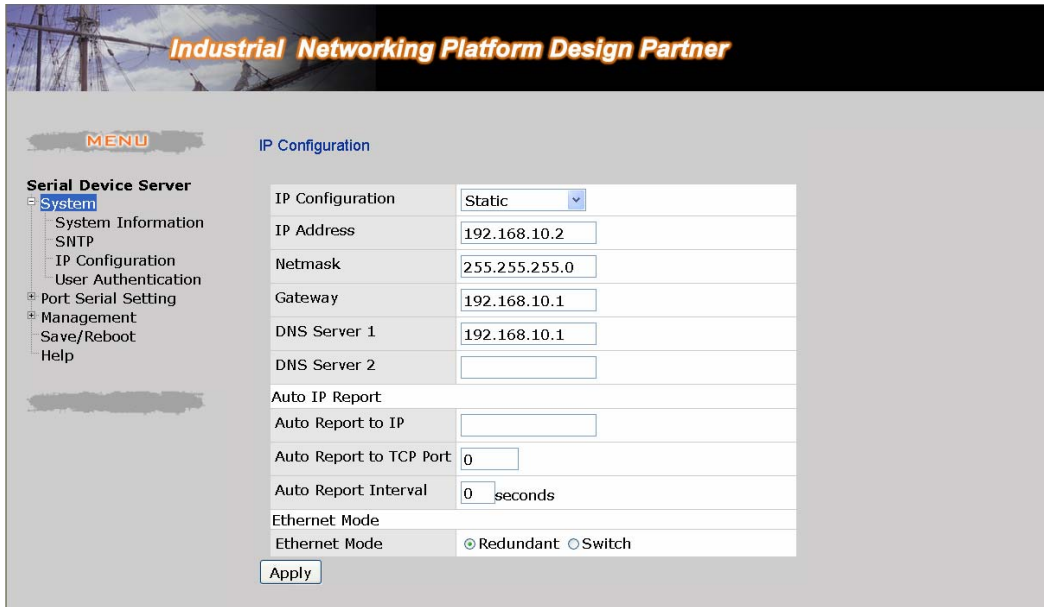 Industrial Networking Platform Design Partner
MENU
Serial Device Server
System
System Information
SNTP
IP Configuration
User Authentication
Port Serial Setting
Management
Save/Reboot
Help
IP Configuration
IP Configuration Static
IP Address 192.168.10.2
Netmask 255.255.255.0
Gateway 192.168.10.1
DNS Server 1 192.168.10.1
DNS Server 2
Auto IP Report
Auto Report to IP
Auto Report to TCP Port 0
Auto Report Interval 0 seconds
Ethernet Mode
Ethernet Mode Redundant Switch
Apply